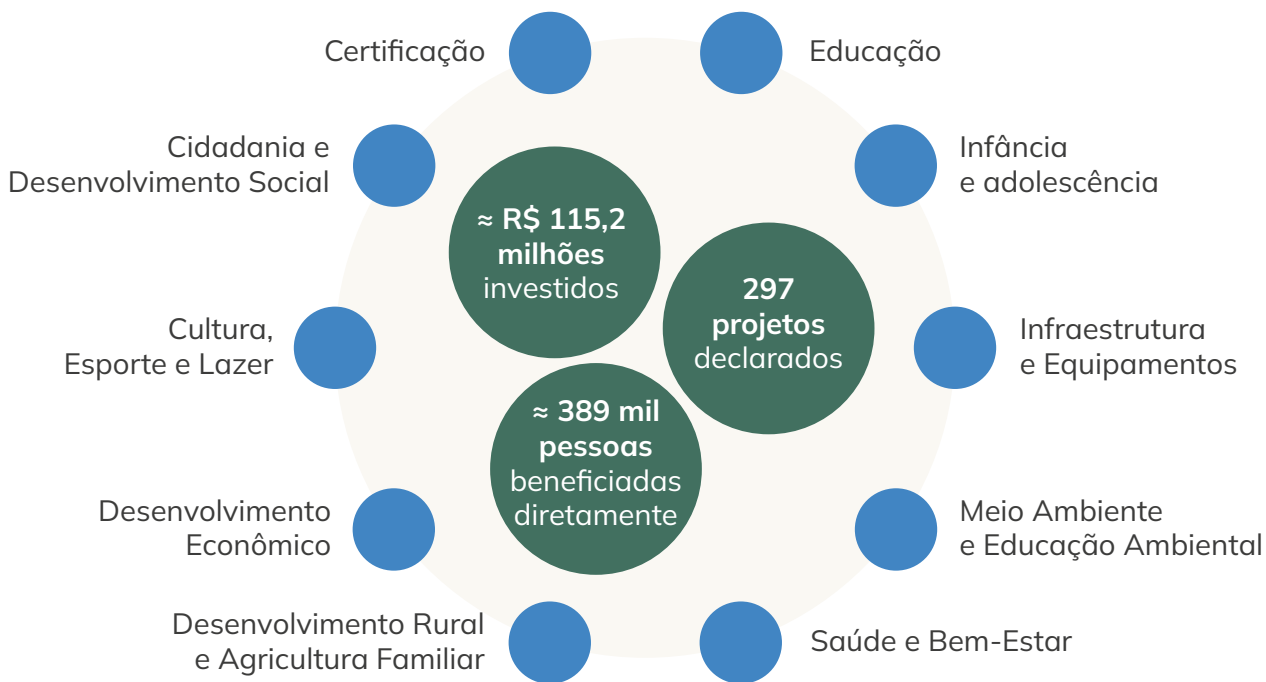 Certificação
Educação
Cidadania e
Desenvolvimento Social
Infância
e adolescência
≈ R$ 115,2
milhões
investidos
297
projetos
declarados
Cultura,
Esporte e Lazer
Infraestrutura
e Equipamentos
≈ 389 mil
pessoas
beneficiadas
diretamente
Desenvolvimento
Econômico
Meio Ambiente
e Educação Ambiental
Desenvolvimento Rural
e Agricultura Familiar
Saúde e Bem-Estar